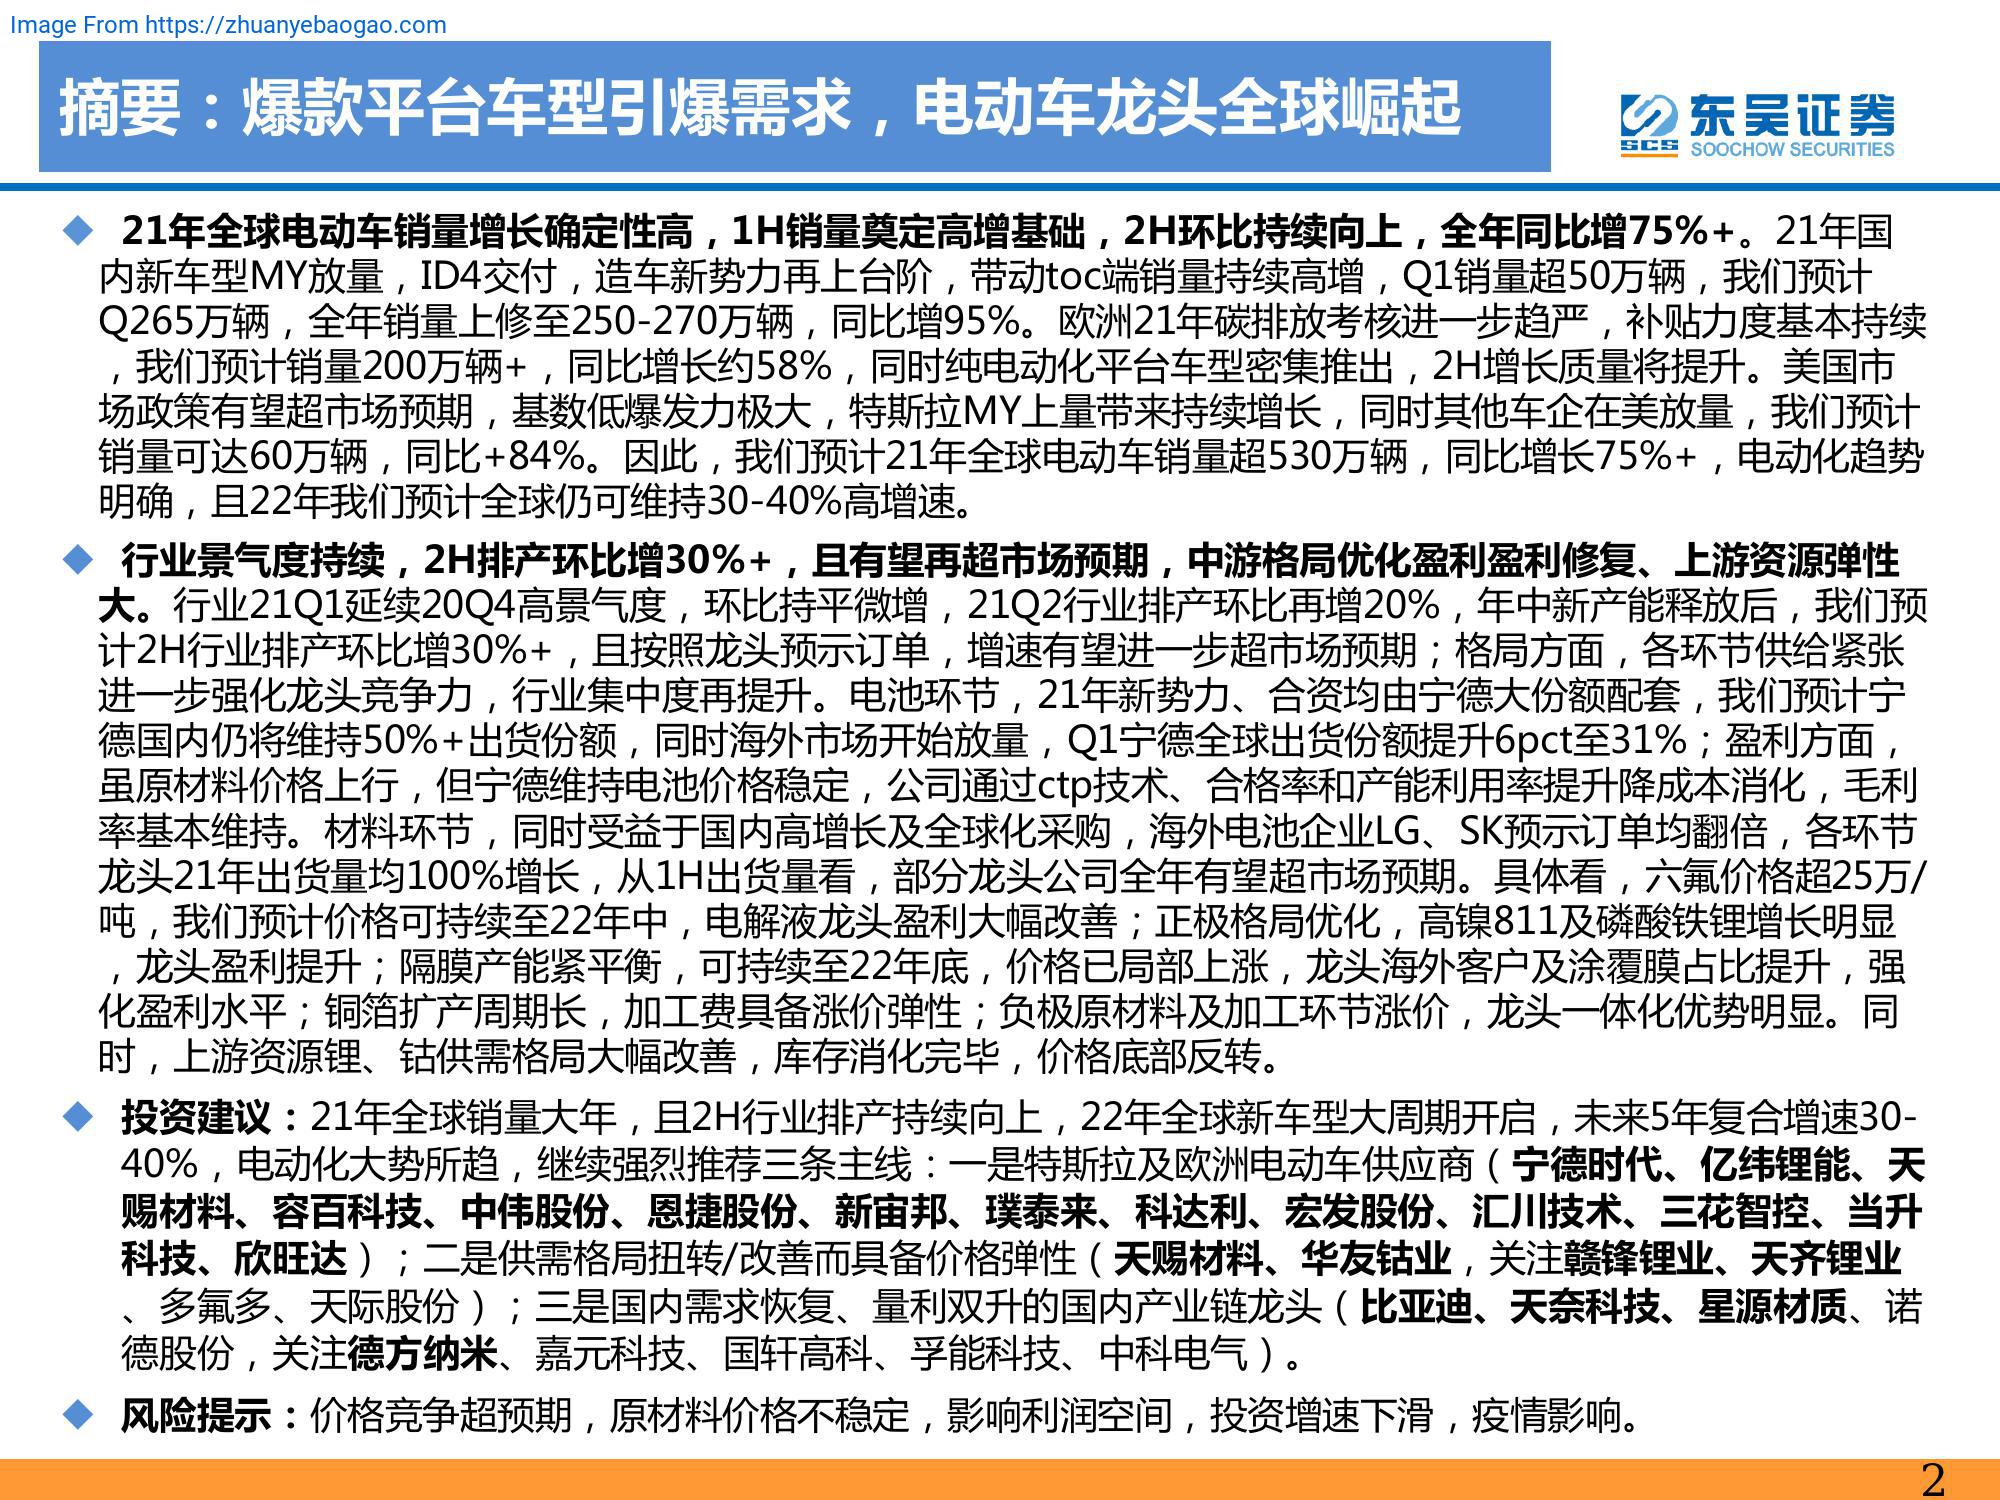 Image From https://zhuanyebaogao.com
摘要：爆款平台车型引爆需求，电动车龙头全球崛起
东吴证券
SCS
SOOCHOW SECURITIES
21年全球电动车销量增长确定性高，1H销量奠定高增基础，2H环比持续向上，全年同比增75%+。21年国
内新车型MY放量，ID4交付，造车新势力再上台阶，带动toc端销量持续高增，Q1销量超50万辆，我们预计
Q265万辆，全年销量上修至250-270万辆，同比增95%。欧洲21年碳排放考核进一步趋严，补贴力度基本持续
，我们预计销量200万辆+，同比增长约58%，同时纯电动化平台车型密集推出，2H增长质量将提升。美国市
场政策有望超市场预期，基数低爆发力极大，特斯拉MY上量带来持续增长，同时其他车企在美放量，我们预计
销量可达60万辆，同比+84%。因此，我们预计21年全球电动车销量超530万辆，同比增长75%+，电动化趋势
明确，且22年我们预计全球仍可维持30-40%高增速。
行业景气度持续，2H排产环比增30%+，且有望再超市场预期，中游格局优化盈利盈利修复、上游资源弹性
大。行业21Q1延续20Q4高景气度，环比持平微增，21Q2行业排产环比再增20%，年中新产能释放后，我们预
计2H行业排产环比增30%+，且按照龙头预示订单，增速有望进一步超市场预期；格局方面，各环节供给紧张
进一步强化龙头竞争力，行业集中度再提升。电池环节，21年新势力、合资均由宁德大份额配套，我们预计宁
德国内仍将维持50%+出货份额，同时海外市场开始放量，Q1宁德全球出货份额提升6pct至31%；盈利方面，
虽原材料价格上行，但宁德维持电池价格稳定，公司通过ctp技术、合格率和产能利用率提升降成本消化，毛利
率基本维持。材料环节，同时受益于国内高增长及全球化采购，海外电池企业LG、SK预示订单均翻倍，各环节
龙头21年出货量均100%增长，从1H出货量看，部分龙头公司全年有望超市场预期。具体看，六氟价格超25万/
吨，我们预计价格可持续至22年中，电解液龙头盈利大幅改善；正极格局优化，高镍811及磷酸铁锂增长明显
，龙头盈利提升；隔膜产能紧平衡，可持续至22年底，价格已局部上涨，龙头海外客户及涂覆膜占比提升，强
化盈利水平；铜箔扩产周期长，加工费具备涨价弹性；负极原材料及加工环节涨价，龙头一体化优势明显。同
时，上游资源锂、钴供需格局大幅改善，库存消化完毕，价格底部反转。
投资建议：21年全球销量大年，且2H行业排产持续向上，22年全球新车型大周期开启，未来5年复合增速30-
40%，电动化大势所趋，继续强烈推荐三条主线：一是特斯拉及欧洲电动车供应商（宁德时代、亿纬锂能、天
赐材料、容百科技、中伟股份、恩捷股份、新宙邦、璞泰来、科达利、宏发股份、汇川技术、三花智控、当升
科技、欣旺达）；二是供需格局扭转/改善而具备价格弹性（天赐材料、华友钴业，关注赣锋锂业、天齐锂业
、多氟多、天际股份）；三是国内需求恢复、量利双升的国内产业链龙头（比亚迪、天奈科技、星源材质、诺
德股份，关注德方纳米、嘉元科技、国轩高科、孚能科技、中科电气）。
风险提示：价格竞争超预期，原材料价格不稳定，影响利润空间，投资增速下滑，疫情影响。
2